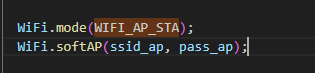 WiFi.mode(WIFI_AP_STA);
WiFi.softAP(ssid_ap, pass_ap);